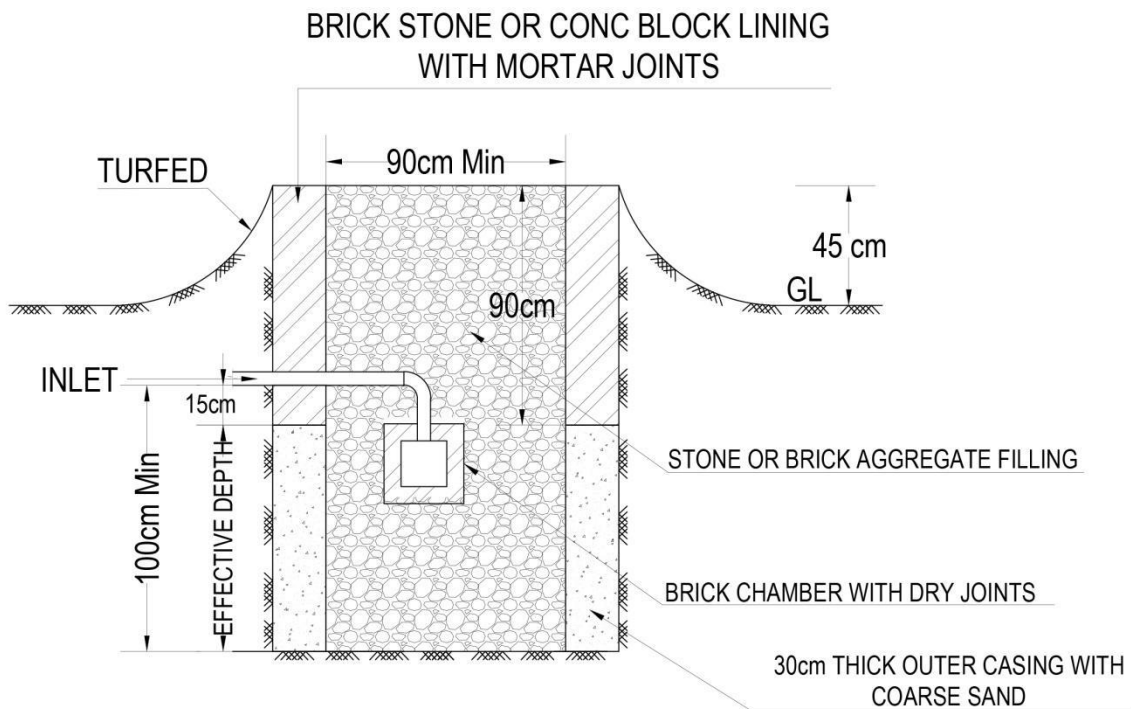 BRICK STONE OR CONC BLOCK LINING
WITH MORTAR JOINTS
90cm Min
TURFED
45 cm
GL
90cm
INLET
15cm
100cm Min
EFFECTIVE DEPTH
STONE OR BRICK AGGREGATE FILLING
BRICK CHAMBER WITH DRY JOINTS
30cm THICK OUTER CASING WITH
COARSE SAND